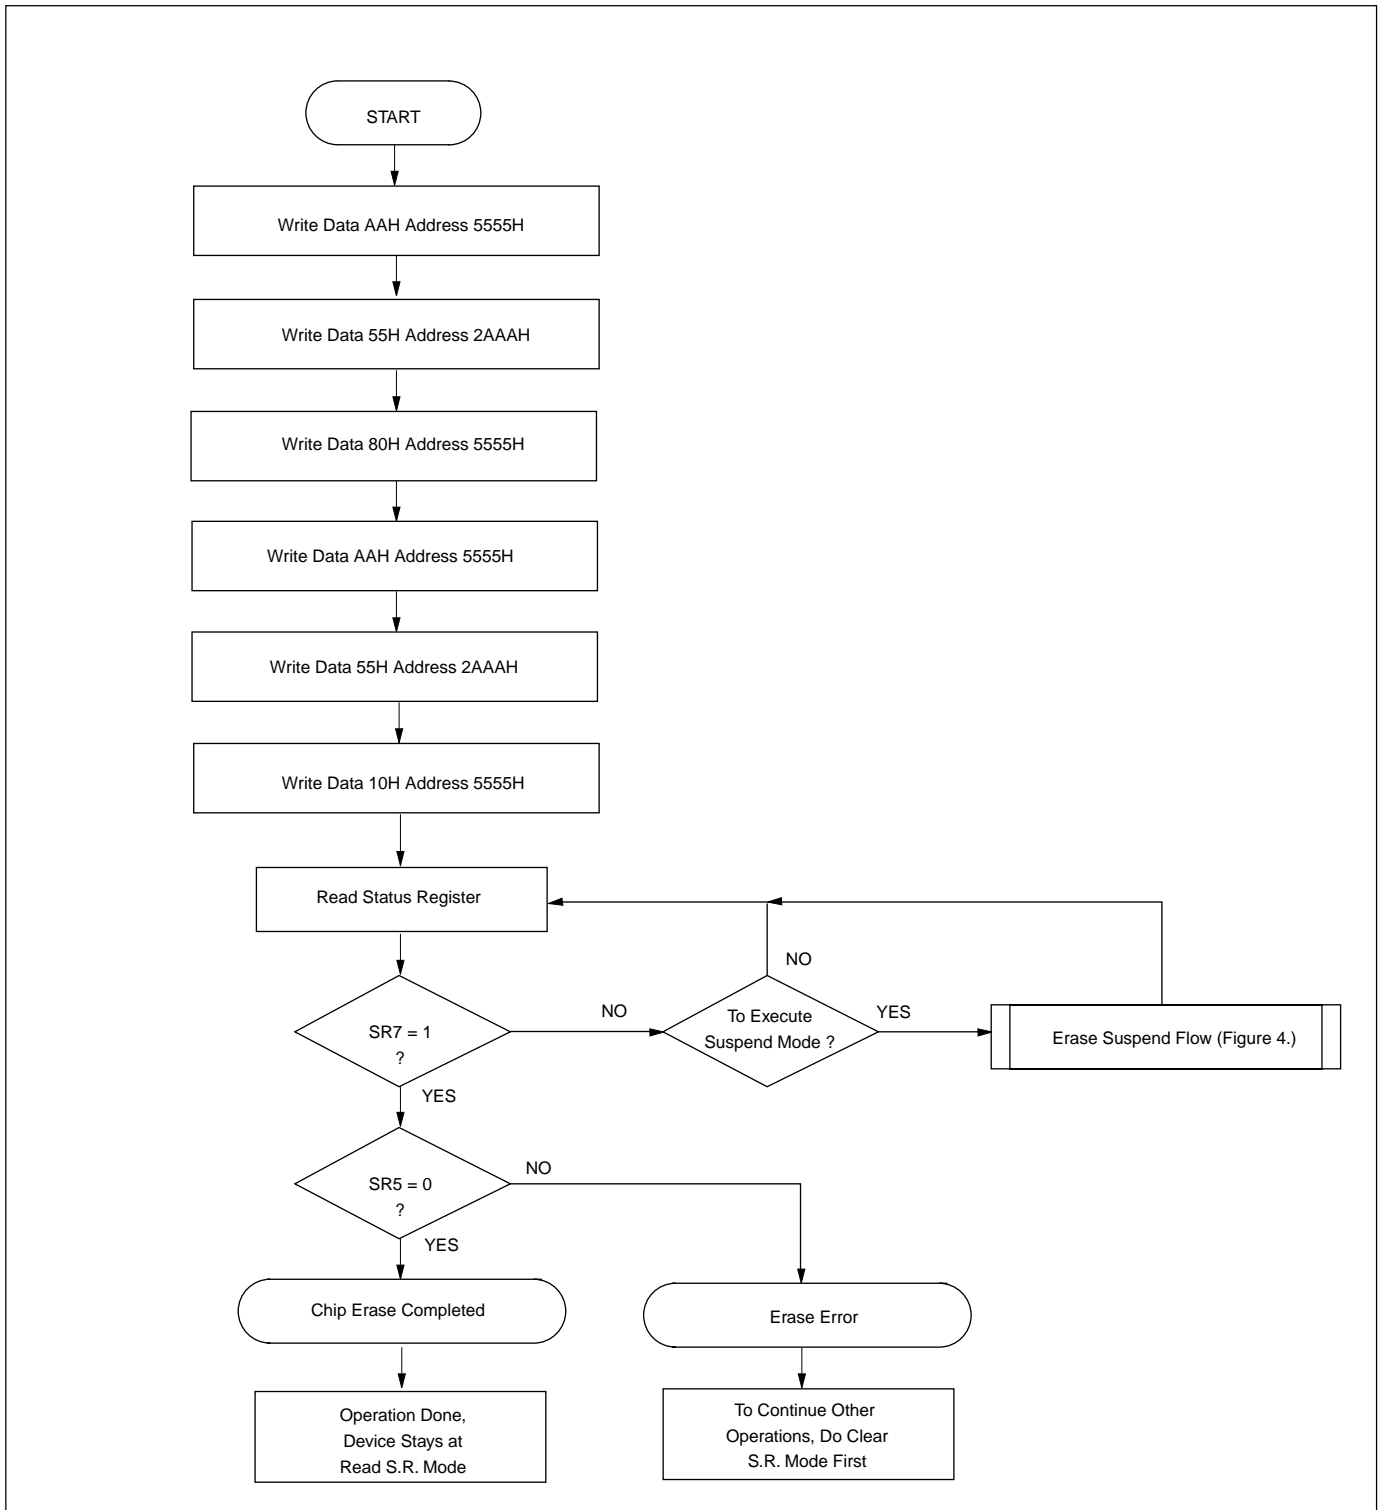 START
Write Data AAH Address 5555H
Write Data 55H Address 2AAAH
Write Data 80H Address 5555H
Write Data AAH Address 5555H
Write Data 55H Address 2AAAH
Write Data 10H Address 5555H
Read Status Register
NO
SR7 = 1
?
NO
To Execute
Suspend Mode ?
YES
Erase Suspend Flow (Figure 4.)
YES
SR5 = 0
?
NO
YES
Chip Erase Completed
Erase Error
Operation Done,
Device Stays at
Read S.R. Mode
To Continue Other
Operations, Do Clear
S.R. Mode First